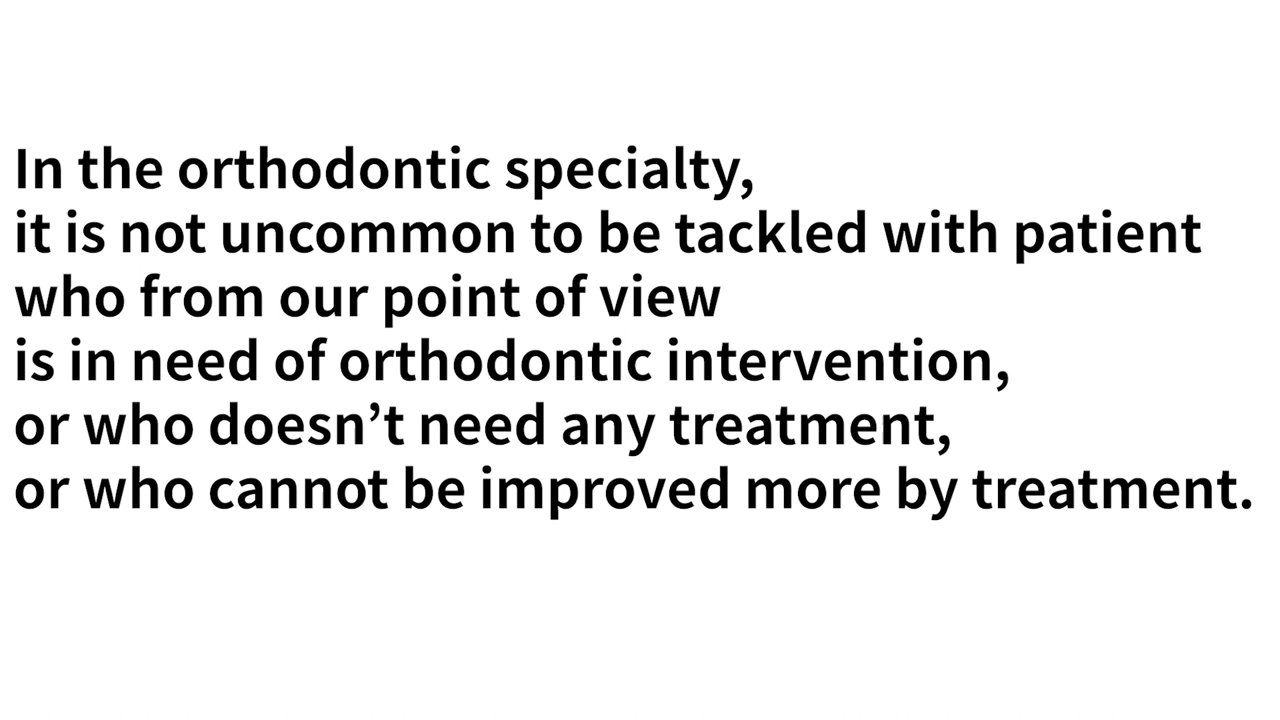 In the orthodontic specialty,
it is not uncommon to be tackled with patient
who from our point of view
is in need of orthodontic intervention,
or who doesn’t need any treatment,
or who cannot be improved more by treatment.